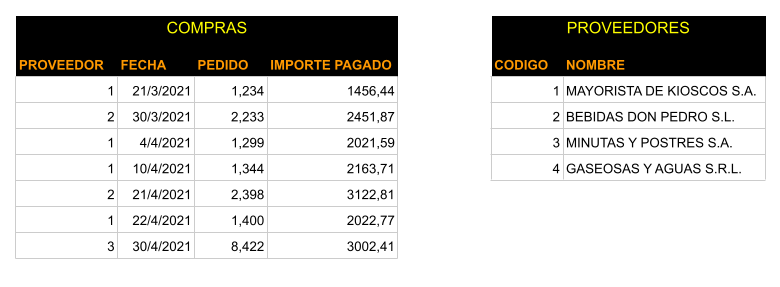 COMPRAS
PROVEEDOR FECHA PEDIDO IMPORTE PAGADO
1 21/3/2021 1,234 1456,44
2 30/3/2021 2,233 2451,87
1 4/4/2021 1,299 2021,59
1 10/4/2021 1,344 2163,71
2 21/4/2021 2,398 3122,81
1 22/4/2021 1,400 2022,77
3 30/4/2021 8,422 3002,41
PROVEEDORES
CODIGO NOMBRE
1 MAYORISTA DE KIOSCOS S.A.
2 BEBIDAS DON PEDRO S.L.
3 MINUTAS Y POSTRES S.A.
4 GASEOSAS Y AGUAS S.R.L.